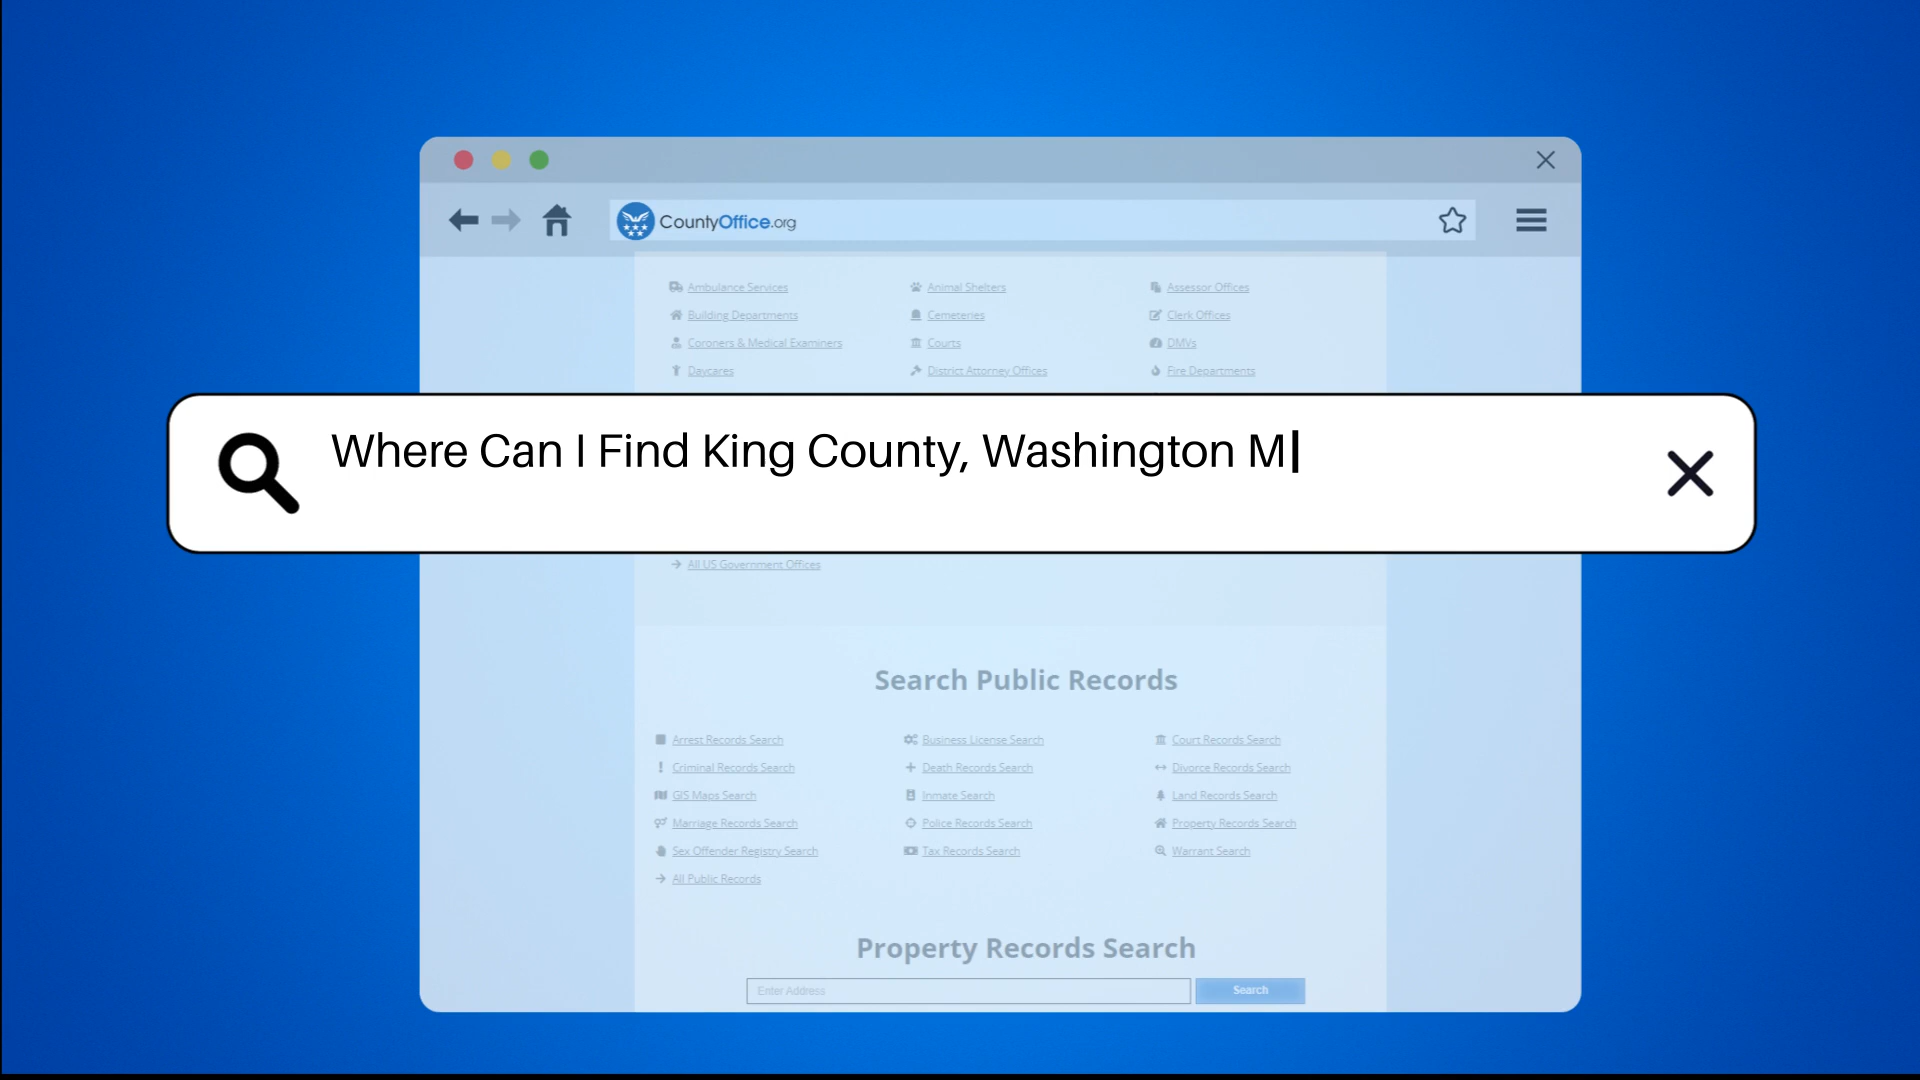 CountyOffice.org
Ambulance Services Animal Shelters Assessor Offices
Building Departments Cemeteries Clerk Offices
Coroners & Medical Examiners Courts DMVs
Daycares District Attorney Offices Fire Departments
Where Can I Find King County, Washington M
All US Government Offices
Search Public Records
Arrest Records Search Business License Search Court Records Search
Criminal Records Search Death Records Search Divorce Records Search
GIS Maps Search Inmate Search Land Records Search
Marriage Records Search Police Records Search Property Records Search
Sex Offender Registry Search Tax Records Search Warrant Search
All Public Records
Property Records Search
Enter Address Search